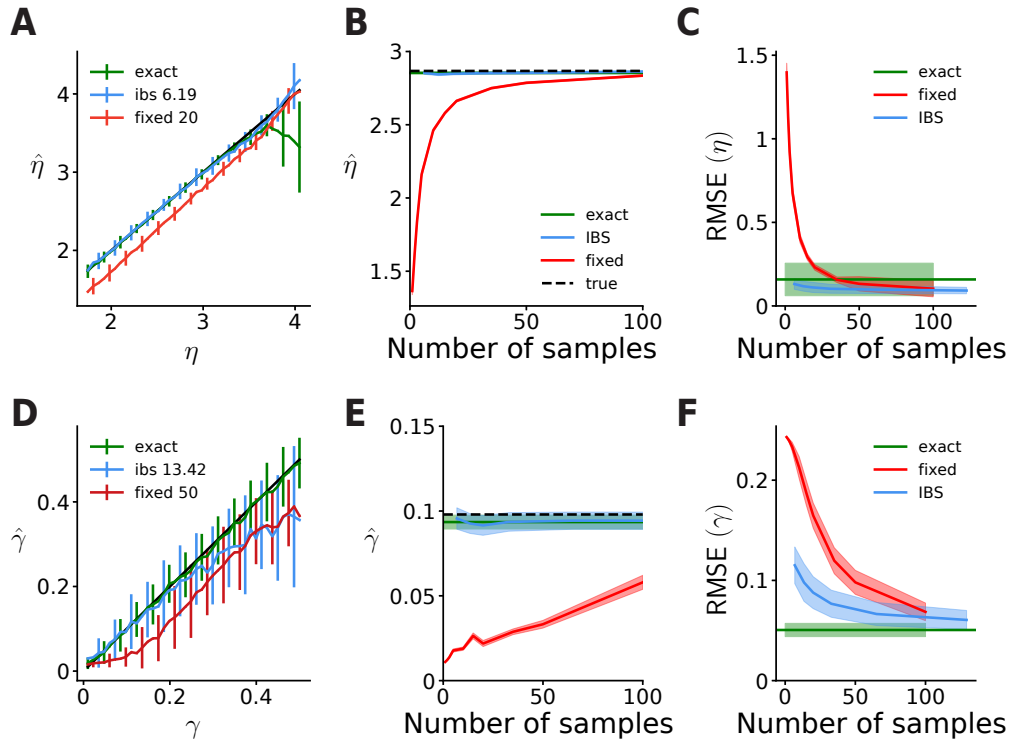 A
exact
ibs 6.19
fixed 20
4
3
2
2
3
4
η̂
η
B
3
2.5
2
1.5
0
50
100
η̂
Number of samples
exact
IBS
fixed
true
C
1.5
1
0.5
0
0
50
100
RMSE (η)
Number of samples
exact
fixed
IBS
D
exact
ibs 13.42
fixed 50
0.4
0.2
0
0
0.2
0.4
γ̂
γ
E
0.15
0.1
0.05
0
0
50
100
γ̂
Number of samples
F
0.2
0.1
0
0
50
100
RMSE (γ)
Number of samples
exact
fixed
IBS